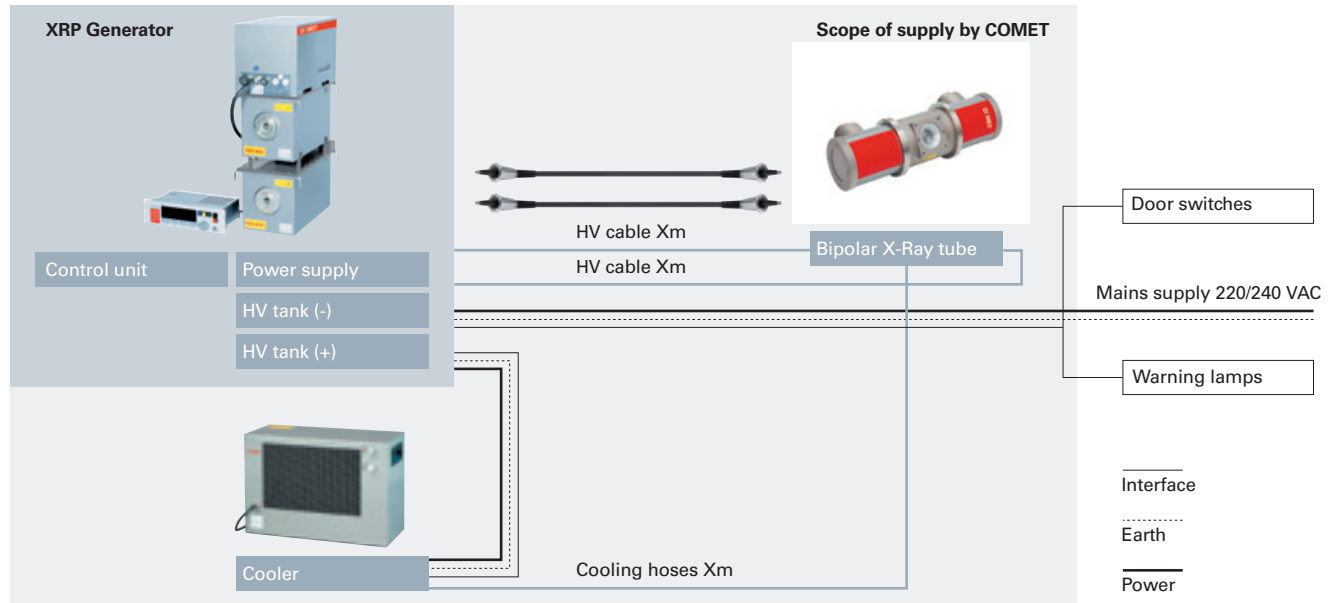 XRP Generator
Scope of supply by COMET
HV cable Xm
HV cable Xm
Bipolar X-Ray tube
Door switches
Control unit
Power supply
HV tank (-)
HV tank (+)
Mains supply 220/240 VAC
Warning lamps
Interface
Earth
Power
Cooler
Cooling hoses Xm